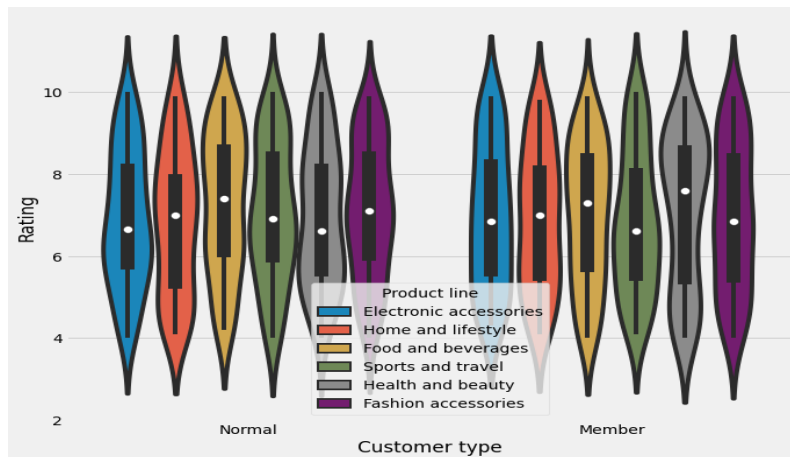 10
8
Rating
6
4
2
Product line
Electronic accessories
Home and lifestyle
Food and beverages
Sports and travel
Health and beauty
Fashion accessories
Normal
Member
Customer type